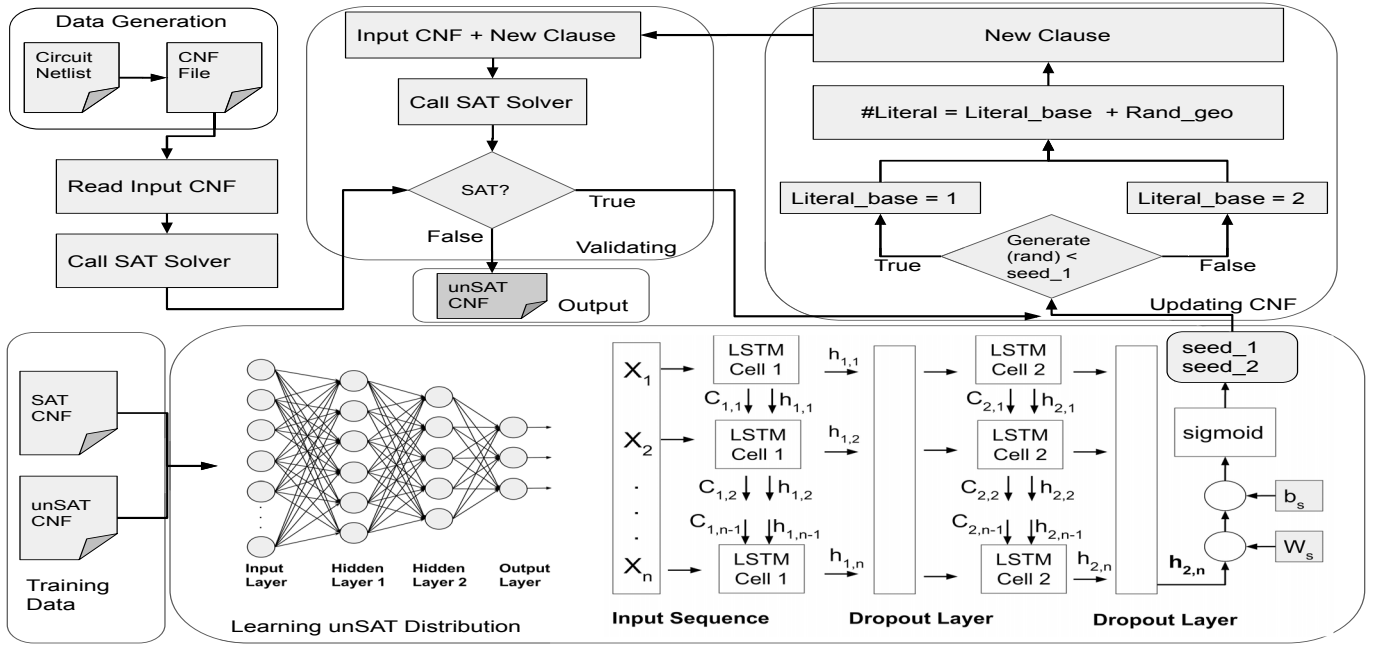 Data Generation
Circuit
Netlist
CNF
File
Read Input CNF
Call SAT Solver
Input CNF + New Clause
Call SAT Solver
SAT?
True
False
Validating
unSAT
CNF
Output
New Clause
#Literal = Literal_base + Rand_geo
Literal_base = 1
Literal_base = 2
Generate
(rand) <
seed_1
True
False
Updating CNF
SAT
CNF
unSAT
CNF
Training
Data
Input
Layer
Hidden
Layer 1
Hidden
Layer 2
Output
Layer
Learning unSAT Distribution
X1
X2
.
.
.
Xn
Input Sequence
LSTM
Cell 1
h1,1
C1,1
h1,1
LSTM
Cell 1
h1,2
C1,2
h1,2
C1,n-1
h1,n-1
LSTM
Cell 1
h1,n
Dropout Layer
LSTM
Cell 2
C2,1
h2,1
LSTM
Cell 2
C2,2
h2,2
C2,n-1
h2,n-1
LSTM
Cell 2
h2,n
Dropout Layer
h2,n
seed_1
seed_2
sigmoid
bs
Ws